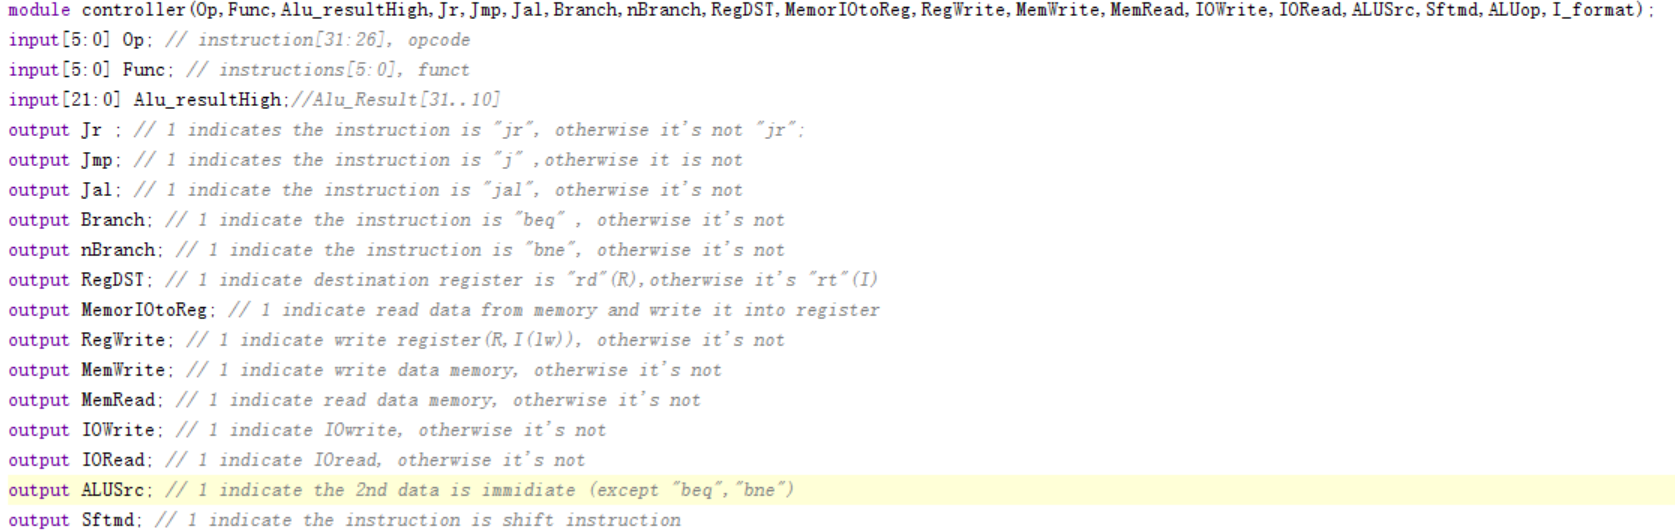 module controller(Op,Func,Alu_resultHigh,Jr,Jmp,Jal,Branch,nBranch,RegDST,MemorIOtoReg,RegWrite,MemWrite,MemRead,IOWrite,IORead,ALUSrc,Sftmd,ALUop,I_format);
input[5:0] Op; // instruction[31:26], opcode
input[5:0] Func; // instructions[5:0], funct
input[21:0] Alu_resultHigh;//Alu_Result[31..10]
output Jr ; // 1 indicates the instruction is "jr", otherwise it's not "jr";
output Jmp; // 1 indicates the instruction is "j" ,otherwise it is not
output Jal; // 1 indicate the instruction is "jal", otherwise it's not
output Branch; // 1 indicate the instruction is "beq" , otherwise it's not
output nBranch; // 1 indicate the instruction is "bne", otherwise it's not
output RegDST; // 1 indicate destination register is "rd"(R),otherwise it's "rt"(I)
output MemorIOtoReg; // 1 indicate read data from memory and write it into register
output RegWrite; // 1 indicate write register(R,I(lw)), otherwise it's not
output MemWrite; // 1 indicate write data memory, otherwise it's not
output MemRead; // 1 indicate read data memory, otherwise it's not
output IOWrite; // 1 indicate IOwrite, otherwise it's not
output IORead; // 1 indicate IOread, otherwise it's not
output ALUSrc; // 1 indicate the 2nd data is immidiate (except "beq","bne")
output Sftmd; // 1 indicate the instruction is shift instruction